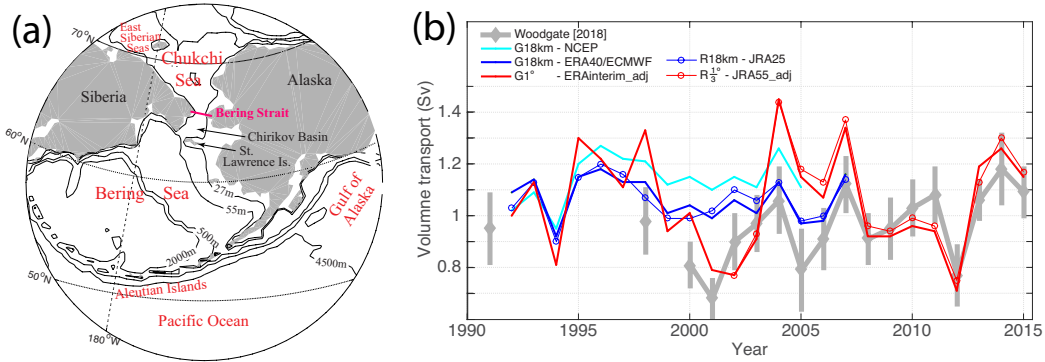 (a)
East
Siberian
Seas
70°N
Chukchi
Sea
Siberia
Alaska
Bering Strait
Chirikov Basin
St.
Lawrence Is.
60°N
Bering Sea
27m
55m
Gulf of
Alaska
500m
2000m
4500m
50°N
Aleutian Islands
180°W
Pacific Ocean
(b)
Woodgate [2018]
G18km - NCEP
G18km - ERA40/ECMWF
G1° - ERAinterim_adj
R18km - JRA25
R⅓° - JRA55_adj
Volumne transport (Sv)
1.4
1.2
1
0.8
1990 1995 2000 2005 2010 2015
Year